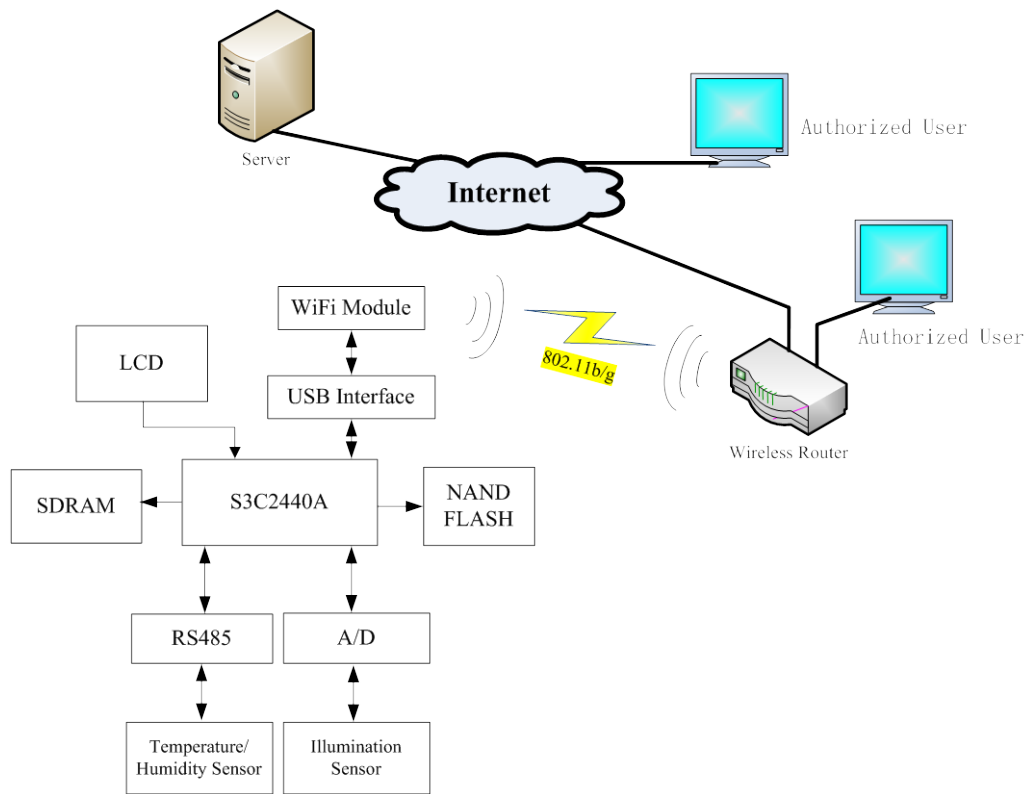 Server
Authorized User
Internet
WiFi Module
802.11b/g
Authorized User
LCD
USB Interface
Wireless Router
SDRAM
S3C2440A
NAND
FLASH
RS485
A/D
Temperature/
Humidity Sensor
Illumination
Sensor